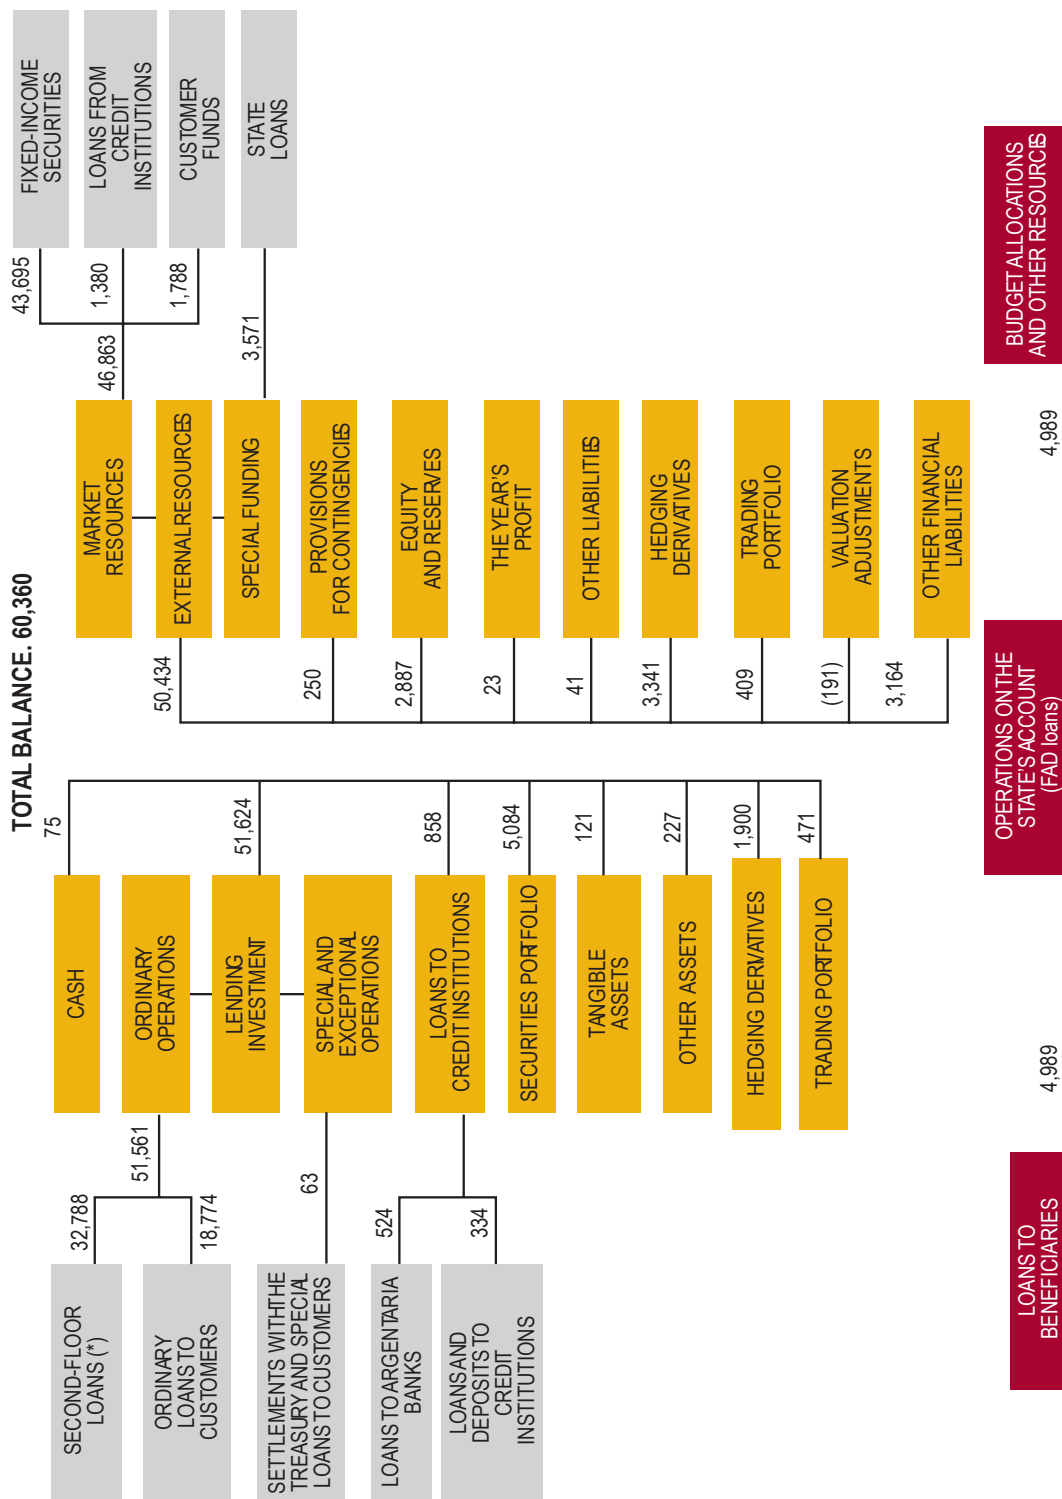 TOTAL BALANCE. 60,360
SECOND-FLOOR
LOANS (*)
32,788
ORDINARY
LOANS TO
CUSTOMERS
18,774
51,561
SETTLEMENTS WITH THE
TREASURY AND SPECIAL
LOANS TO CUSTOMERS
63
LOANS TO ARGENTARIA
BANKS
524
LOANS AND
DEPOSITS TO
CREDIT
INSTITUTIONS
334
CASH
75
ORDINARY
OPERATIONS
LENDING
INVESTMENT
51,624
SPECIAL AND
EXCEPTIONAL
OPERATIONS
LOANS TO
CREDIT INSTITUTIONS
858
SECURITIES PORTFOLIO
5,084
TANGIBLE
ASSETS
121
OTHER ASSETS
227
HEDGING DERIVATIVES
1,900
TRADING PORTFOLIO
471
MARKET
RESOURCES
46,863
50,434
EXTERNAL RESOURCES
SPECIAL FUNDING
3,571
250
PROVISIONS
FOR CONTINGENCIES
2,887
EQUITY
AND RESERVES
23
THE YEAR'S
PROFIT
41
OTHER LIABILITIES
3,341
HEDGING
DERIVATIVES
409
TRADING
PORTFOLIO
(191)
VALUATION
ADJUSTMENTS
3,164
OTHER FINANCIAL
LIABILITIES
43,695
FIXED-INCOME
SECURITIES
1,380
LOANS FROM
CREDIT
INSTITUTIONS
1,788
CUSTOMER
FUNDS
STATE
LOANS
LOANS TO
BENEFICIARIES
4,989
OPERATIONS ON THE
STATE'S ACCOUNT
(FAD loans)
4,989
BUDGET ALLOCATIONS
AND OTHER RESOURCES